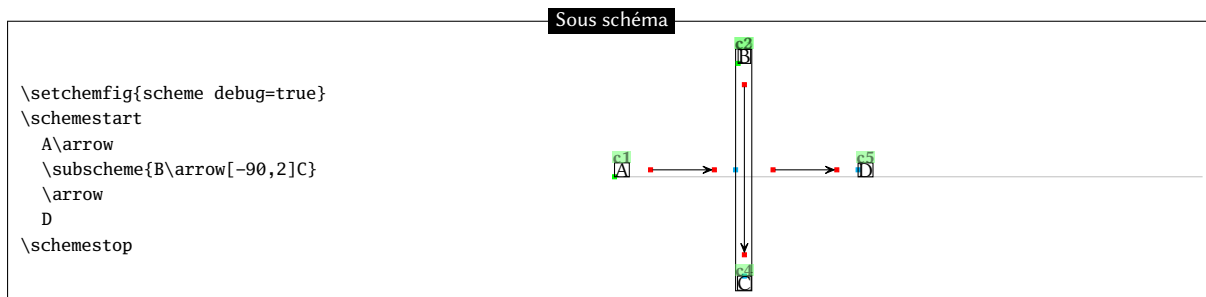 Sous schéma
\setchemfig{scheme debug=true}
\schemestart
A\arrow
\subscheme{B\arrow[-90,2]C}
\arrow
D
\schemestop
c2
B
c1
A
c5
D
c4
C